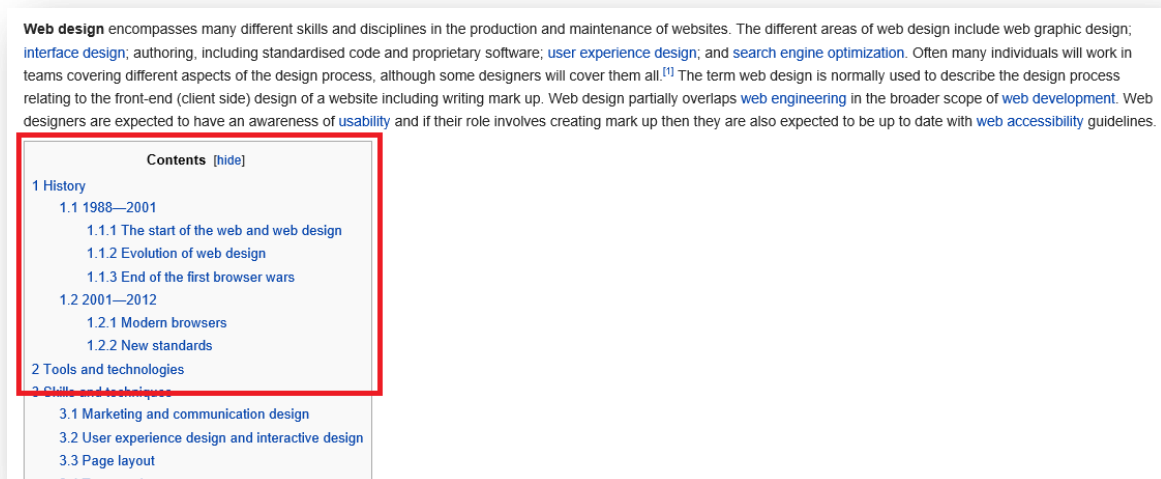 Web design encompasses many different skills and disciplines in the production and maintenance of websites. The different areas of web design include web graphic design;
interface design; authoring, including standardised code and proprietary software; user experience design; and search engine optimization. Often many individuals will work in
teams covering different aspects of the design process, although some designers will cover them all.[1] The term web design is normally used to describe the design process
relating to the front-end (client side) design of a website including writing mark up. Web design partially overlaps web engineering in the broader scope of web development. Web
designers are expected to have an awareness of usability and if their role involves creating mark up then they are also expected to be up to date with web accessibility guidelines.
Contents [hide]
1 History
1.1 1988—2001
1.1.1 The start of the web and web design
1.1.2 Evolution of web design
1.1.3 End of the first browser wars
1.2 2001—2012
1.2.1 Modern browsers
1.2.2 New standards
2 Tools and technologies
3 Skills and techniques
3.1 Marketing and communication design
3.2 User experience design and interactive design
3.3 Page layout